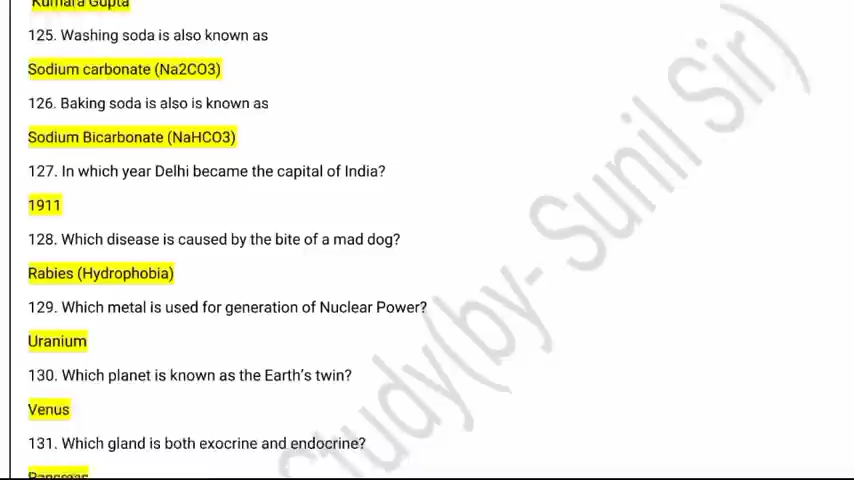 Kumara Gupta
125. Washing soda is also known as
Sodium carbonate (Na2CO3)
126. Baking soda is also is known as
Sodium Bicarbonate (NaHCO3)
127. In which year Delhi became the capital of India?
1911
128. Which disease is caused by the bite of a mad dog?
Rabies (Hydrophobia)
129. Which metal is used for generation of Nuclear Power?
Uranium
130. Which planet is known as the Earth's twin?
Venus
131. Which gland is both exocrine and endocrine?
Pancreas
Study(by- Sunil Sir)